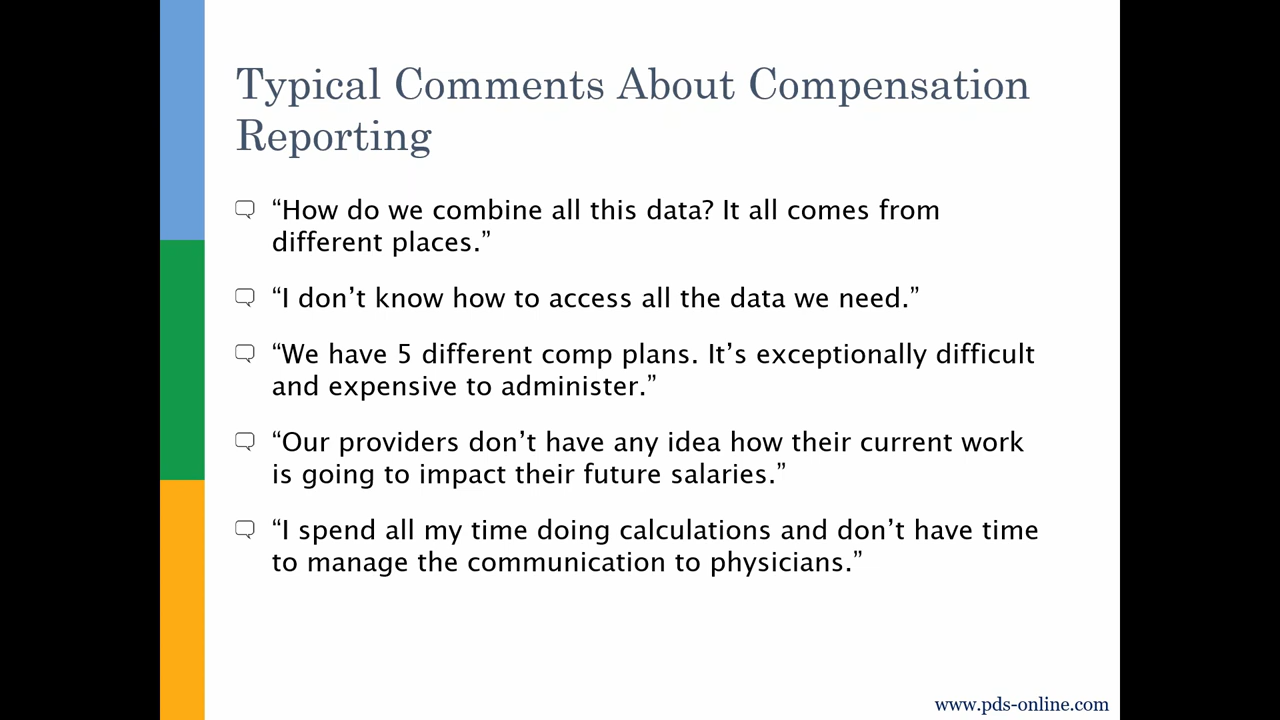 Typical Comments About Compensation
Reporting
“How do we combine all this data? It all comes from
different places.”
“I don’t know how to access all the data we need.”
“We have 5 different comp plans. It’s exceptionally difficult
and expensive to administer.”
“Our providers don’t have any idea how their current work
is going to impact their future salaries.”
“I spend all my time doing calculations and don’t have time
to manage the communication to physicians.”
www.pds-online.com